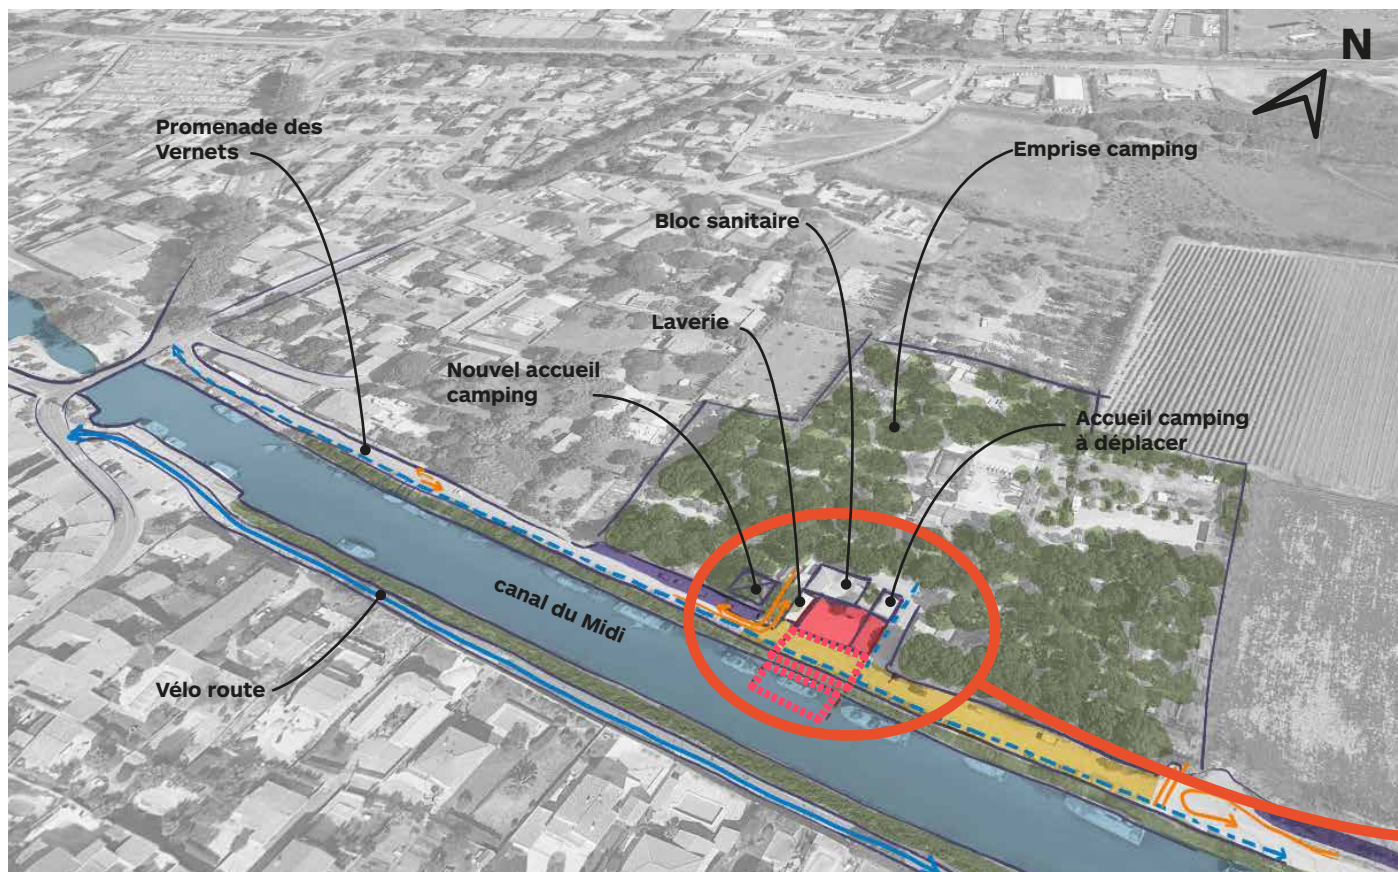 N
Promenade des
Vernets
Emprise camping
Bloc sanitaire
Laverie
Nouvel accueil
camping
Accueil camping
à déplacer
canal du Midi
Vélo route